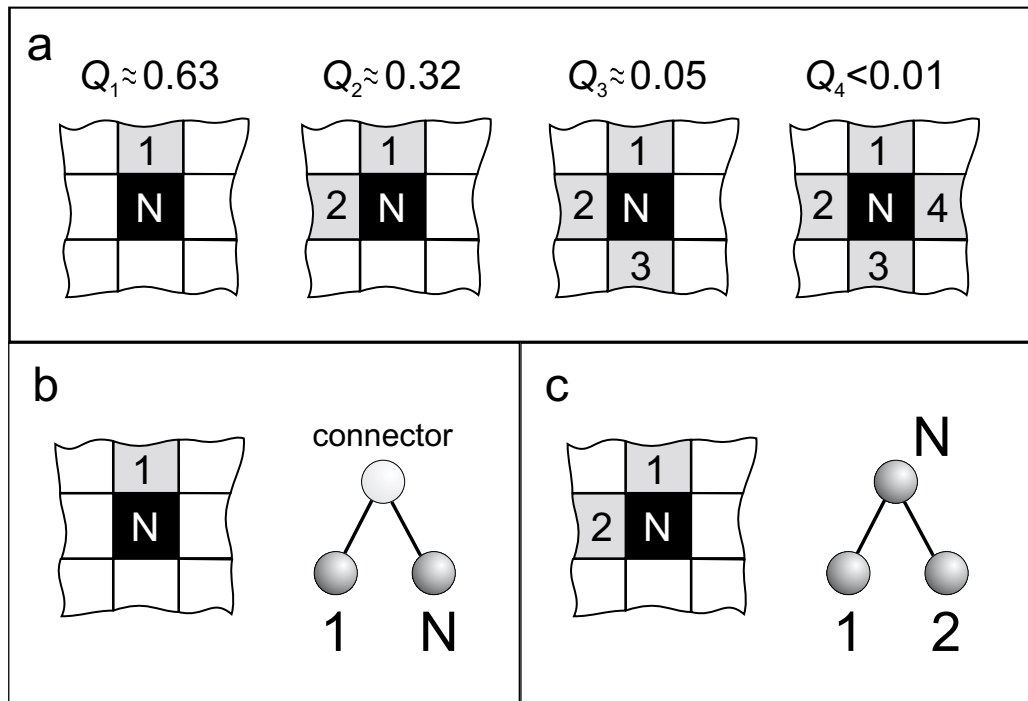 a
Q₁≈0.63 Q₂≈0.32 Q₃≈0.05 Q₄<0.01
1 1 1 1
N 2 N 2 N 2 N 4
3 3
b c
connector N
1 1
N 2 N
1 N 1 2